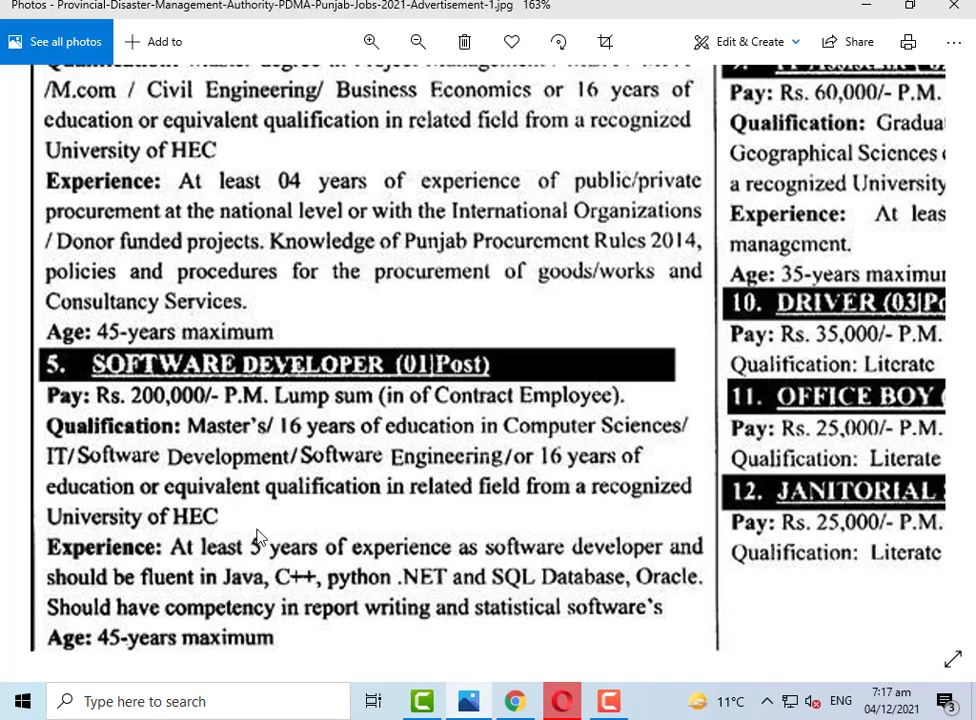 Photos - Provincial-Disaster-Management-Authority-PDMA-Punjab-Jobs-2021-Advertisement-1.jpg 163%
See all photos
Add to
Edit & Create
Share
/M.com / Civil Engineering/ Business Economics or 16 years of
education or equivalent qualification in related field from a recognized
University of HEC
Experience: At least 04 years of experience of public/private
procurement at the national level or with the International Organizations
/ Donor funded projects. Knowledge of Punjab Procurement Rules 2014,
policies and procedures for the procurement of goods/works and
Consultancy Services.
Age: 45-years maximum
5. SOFTWARE DEVELOPER (01|Post)
Pay: Rs. 200,000/- P.M. Lump sum (in of Contract Employee).
Qualification: Master's/ 16 years of education in Computer Sciences/
IT/Software Development/Software Engineering/or 16 years of
education or equivalent qualification in related field from a recognized
University of HEC
Experience: At least 5 years of experience as software developer and
should be fluent in Java, C++, python .NET and SQL Database, Oracle.
Should have competency in report writing and statistical software's
Age: 45-years maximum
Pay: Rs. 60,000/- P.M.
Qualification: Gradua
Geographical Sciences
a recognized University
Experience: At leas
management.
Age: 35-years maximum
10. DRIVER (03|Po
Pay: Rs. 35,000/- P.M.
Qualification: Literate
11. OFFICE BOY (
Pay: Rs. 25,000/- P.M.
Qualification: Literate
12. JANITORIAL
Pay: Rs. 25,000/- P.M.
Qualification: Literate
Type here to search
11°C
ENG
7:17 am
04/12/2021
3